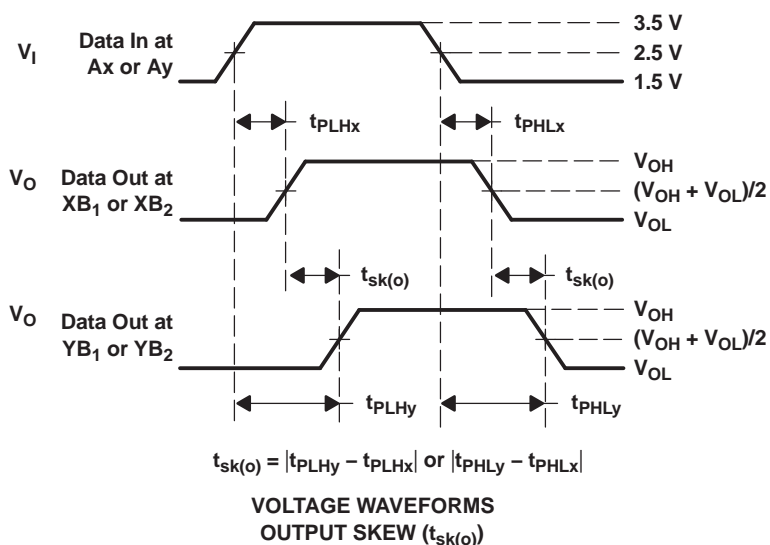 V_I
Data In at
Ax or Ay
3.5 V
2.5 V
1.5 V
t_PLHx
t_PHLx
V_O
Data Out at
XB_1 or XB_2
V_OH
(V_OH + V_OL)/2
V_OL
t_sk(o)
t_sk(o)
V_O
Data Out at
YB_1 or YB_2
V_OH
(V_OH + V_OL)/2
V_OL
t_PLHy
t_PHLy
t_sk(o) = |t_PLHy – t_PLHx| or |t_PHLy – t_PHLx|
VOLTAGE WAVEFORMS
OUTPUT SKEW (t_sk(o))